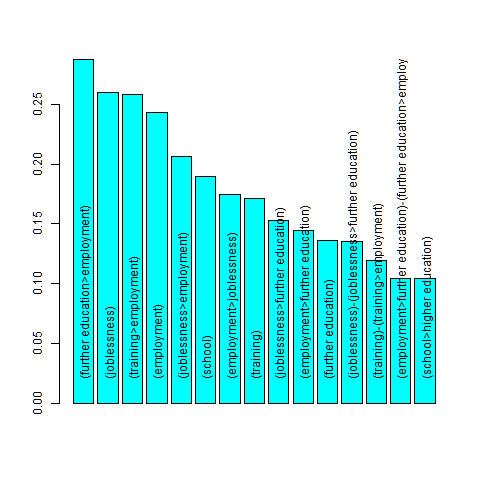 0.25
0.20
0.15
0.10
0.05
0.00
(further education>employment)
(joblessness)
(training>employment)
(employment)
(joblessness>employment)
(school)
(employment>joblessness)
(training)
(joblessness>further education)
(employment>further education)
(further education)
(joblessness)-(joblessness>further education)
(training)-(training>employment)
(employment>further education)-(further education>employ
(school>higher education)